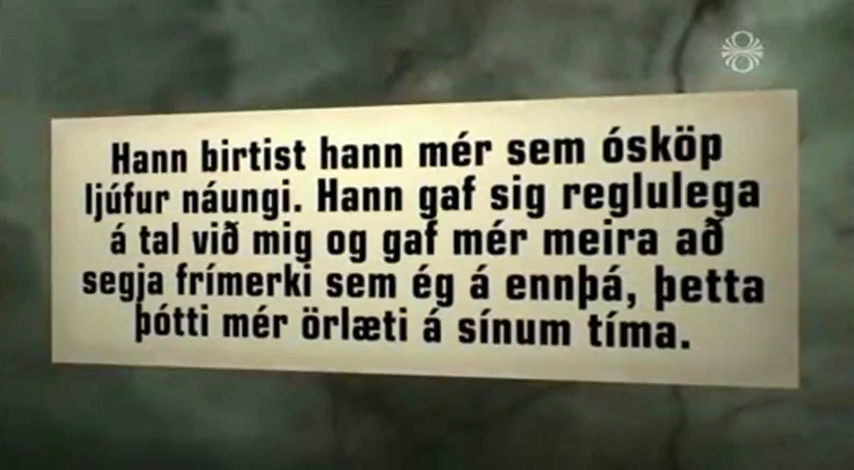 Hann birtist hann mér sem ósköp
ljúfur náungi. Hann gaf sig reglulega
á tal við mig og gaf mér meira að
segja frímerki sem ég á ennþá, þetta
þótti mér örlæti á sínum tíma.